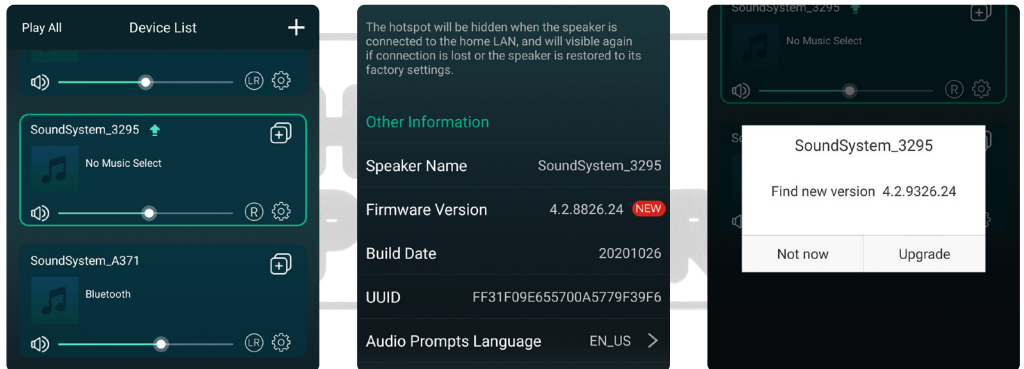 Play All Device List +
LR
SoundSystem_3295
No Music Select
R
SoundSystem_A371
Bluetooth
LR
The hotspot will be hidden when the speaker is
connected to the home LAN, and will visible again
if connection is lost or the speaker is restored to its
factory settings.
Other Information
Speaker Name SoundSystem_3295
Firmware Version 4.2.8826.24 NEW
Build Date 20201026
UUID FF31F09E655700A5779F39F6
Audio Prompts Language EN_US >
SoundSystem_3295
No Music Select
R
SoundSystem_3295
Find new version 4.2.9326.24
Not now Upgrade